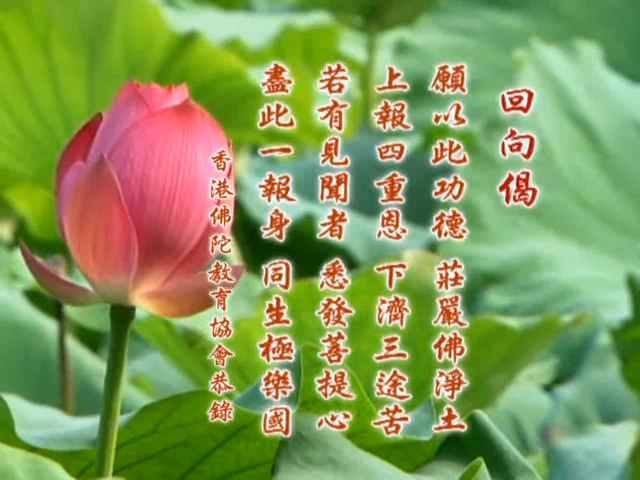 回向偈
願以此功德 莊嚴佛淨土
上報四重恩 下濟三途苦
若有見聞者 悉發菩提心
盡此一報身 同生極樂國
香港佛陀教育協會恭錄